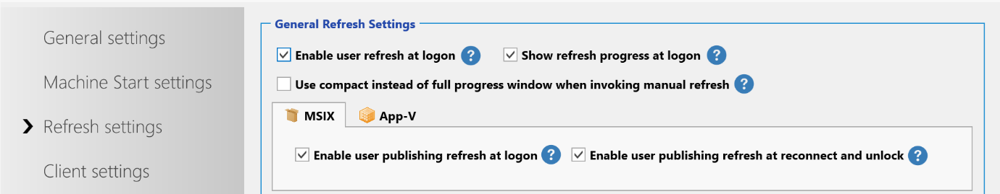 General settings
Machine Start settings
Refresh settings
Client settings
General Refresh Settings
Enable user refresh at logon ? Show refresh progress at logon ?
Use compact instead of full progress window when invoking manual refresh ?
MSIX App-V
Enable user publishing refresh at logon ? Enable user publishing refresh at reconnect and unlock ?